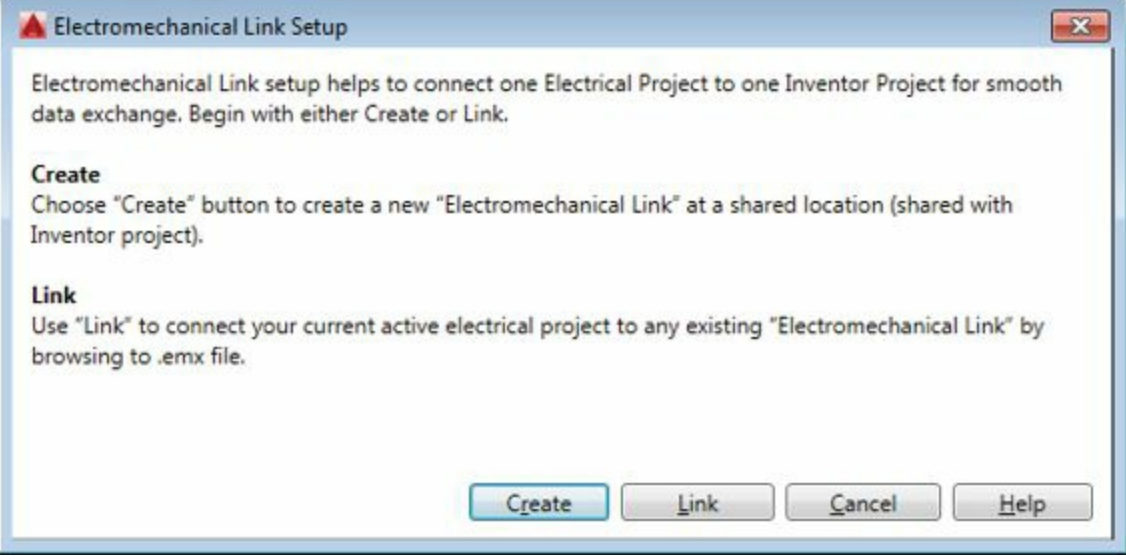 Electromechanical Link Setup
Electromechanical Link setup helps to connect one Electrical Project to one Inventor Project for smooth
data exchange. Begin with either Create or Link.
Create
Choose "Create" button to create a new "Electromechanical Link" at a shared location (shared with
Inventor project).
Link
Use "Link" to connect your current active electrical project to any existing "Electromechanical Link" by
browsing to .emx file.
Create Link Cancel Help